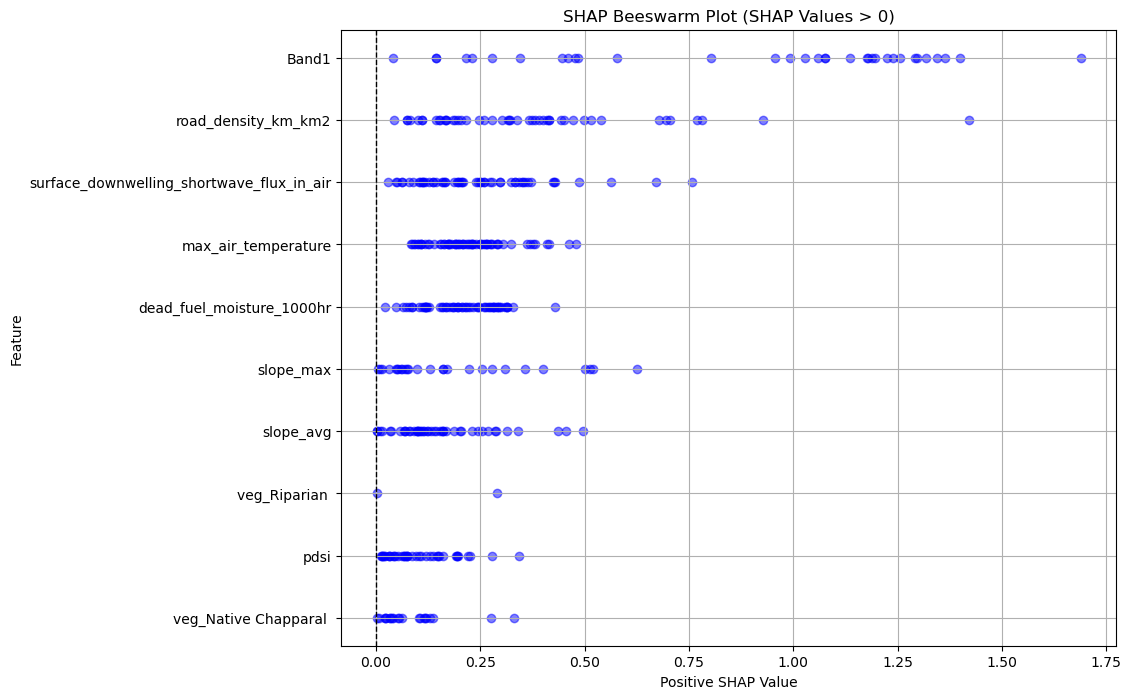 SHAP Beeswarm Plot (SHAP Values > 0)
Feature
Band1
road_density_km_km2
surface_downwelling_shortwave_flux_in_air
max_air_temperature
dead_fuel_moisture_1000hr
slope_max
slope_avg
veg_Riparian
pdsi
veg_Native Chapparal
0.00 0.25 0.50 0.75 1.00 1.25 1.50 1.75
Positive SHAP Value